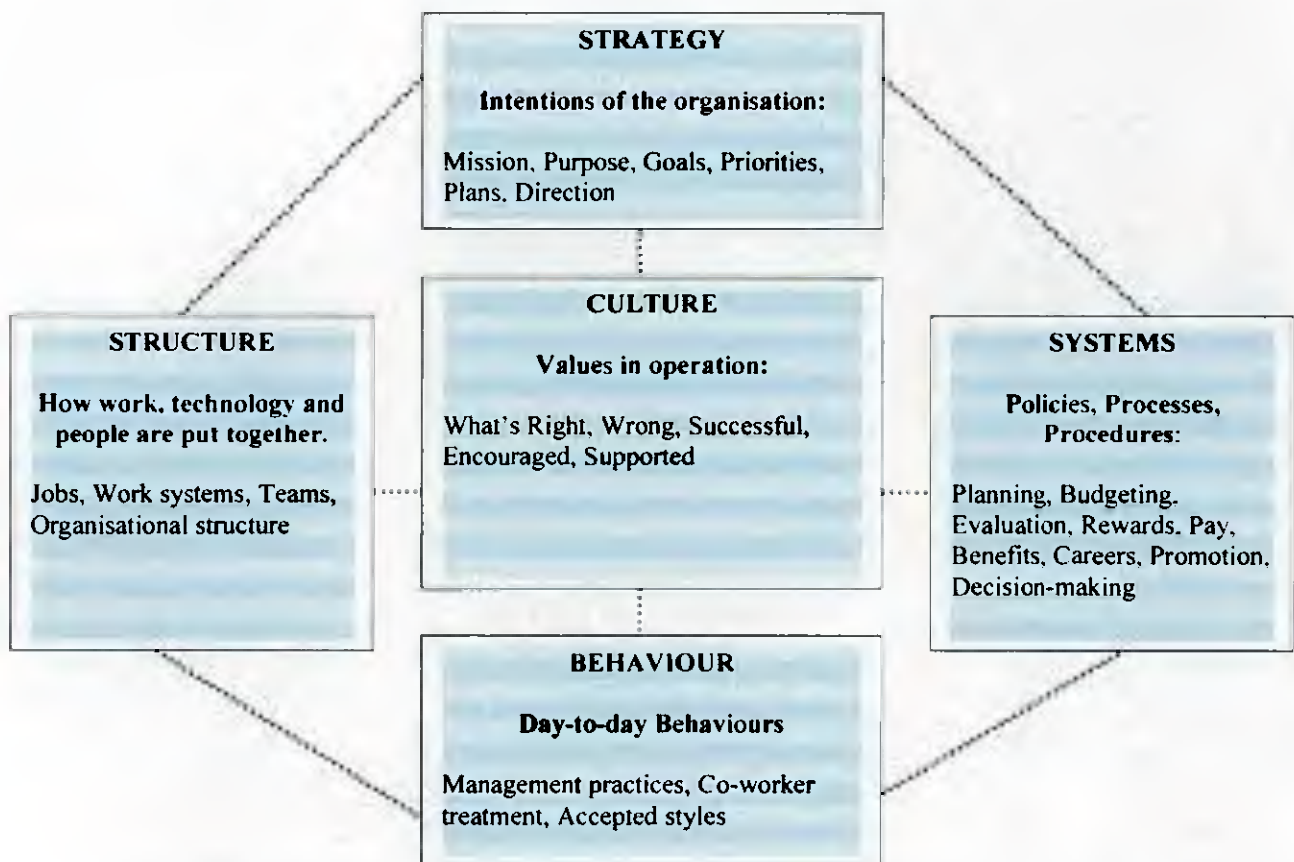 STRATEGY
Intentions of the organisation:
Mission, Purpose, Goals, Priorities,
Plans. Direction
CULTURE
Values in operation:
What's Right, Wrong, Successful,
Encouraged, Supported
STRUCTURE
How work, technology and
people are put together.
Jobs, Work systems, Teams,
Organisational structure
SYSTEMS
Policies, Processes,
Procedures:
Planning, Budgeting.
Evaluation, Rewards. Pay,
Benefits, Careers, Promotion,
Decision-making
BEHAVIOUR
Day-to-day Behaviours
Management practices, Co-worker
treatment, Accepted styles